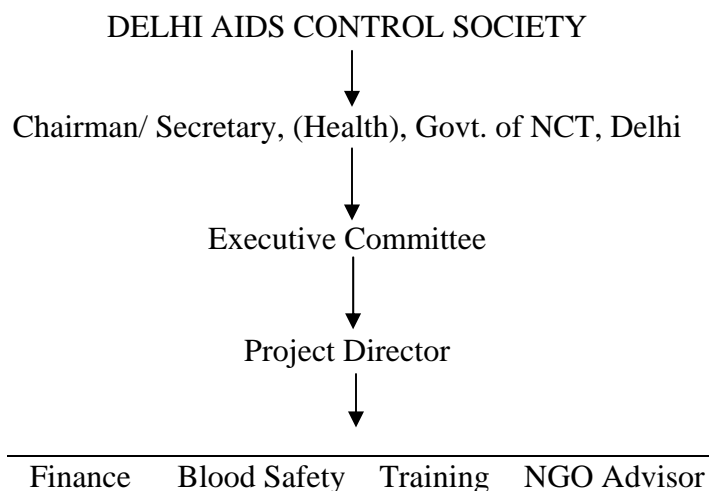 DELHI AIDS CONTROL SOCIETY
Chairman/ Secretary, (Health), Govt. of NCT, Delhi
Executive Committee
Project Director
Finance Blood Safety Training NGO Advisor